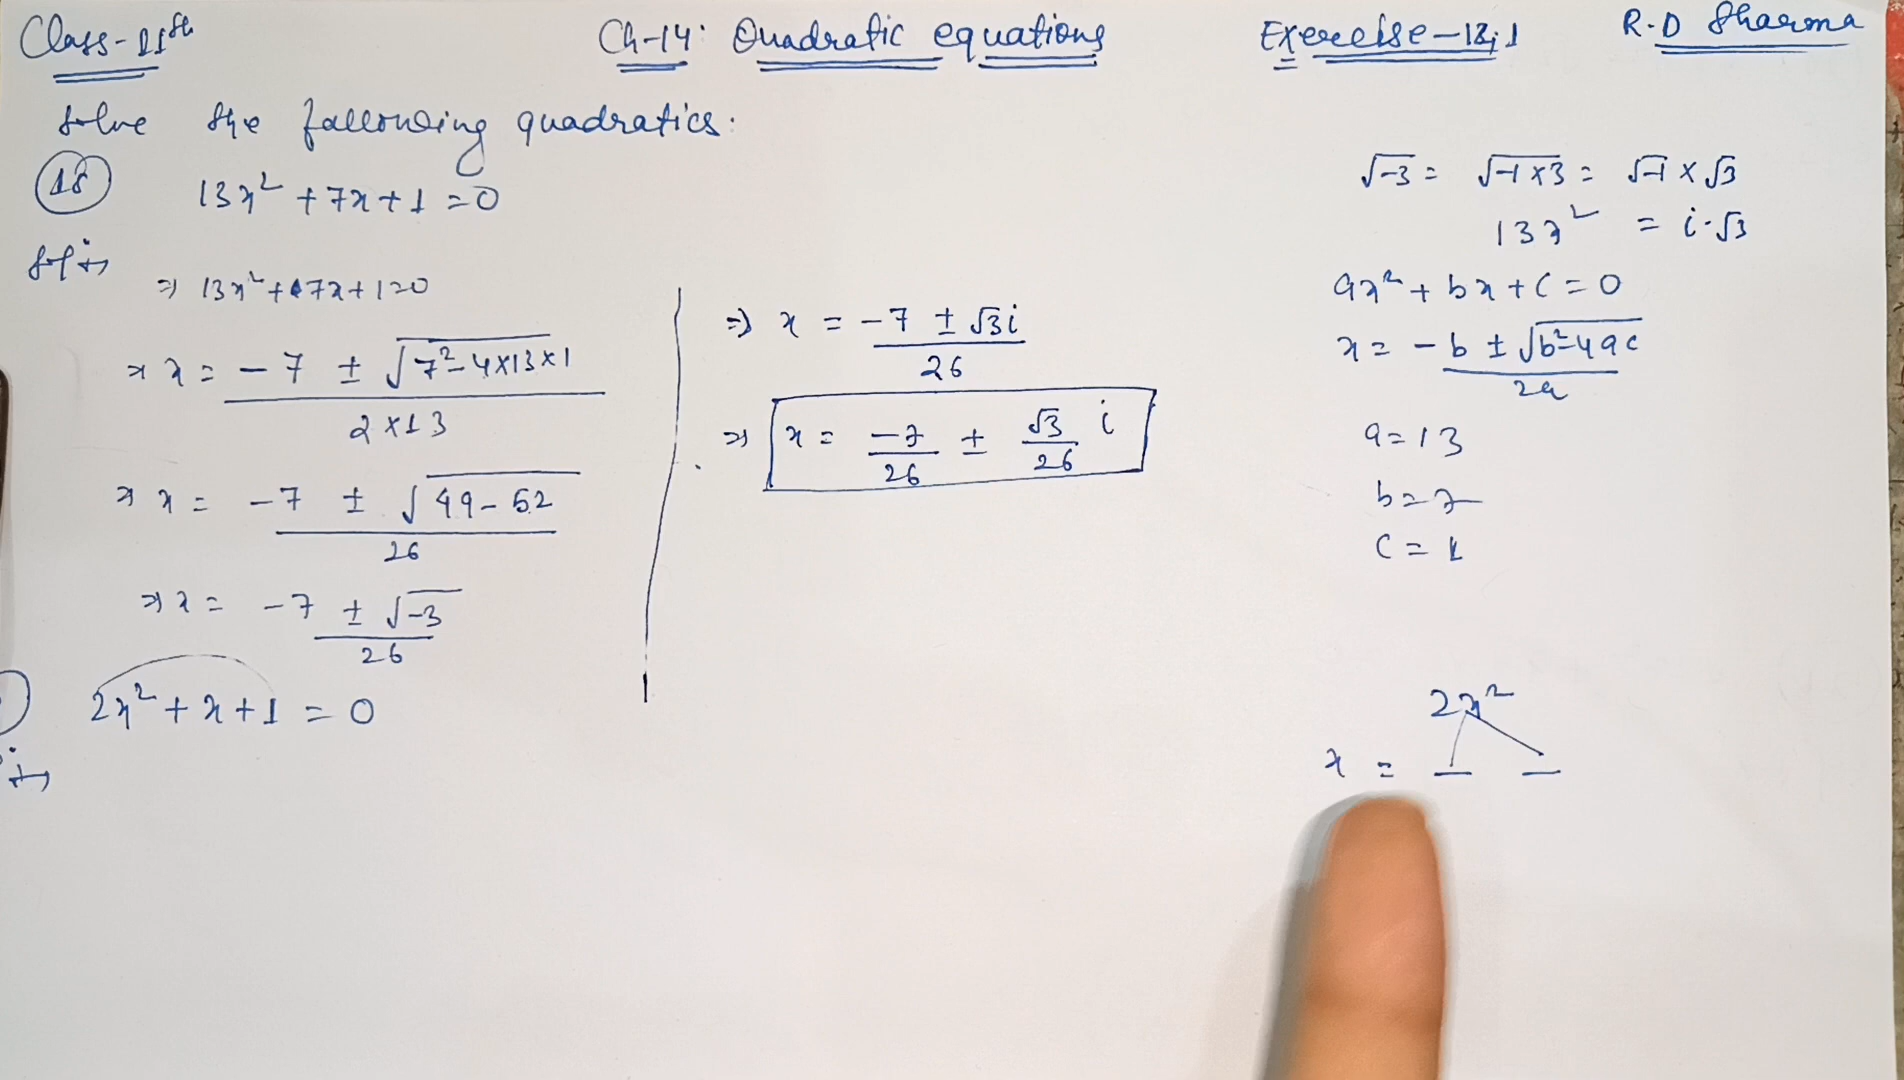 Class-11th Ch-14: Quadratic equations Exercise-13.1 R.D Sharma
Solve the following quadratics:
(18) 13x² + 7x + 1 = 0
Solⁿ
⇒ 13x² + 7x + 1 = 0
⇒ x = -7 ± √7² - 4×13×1
2×13
⇒ x = -7 ± √49 - 52
26
⇒ x = -7 ± √-3
26
2x² + x + 1 = 0
⇒ x = -7 ± √3i
26
⇒ x = -7/26 ± √3/26 i
√-3 = √-1×3 = √-1 × √3
13x² = i·√3
ax² + bx + c = 0
x = -b ± √b²-4ac
2a
a = 13
b = 7
c = 1
2x²
x =